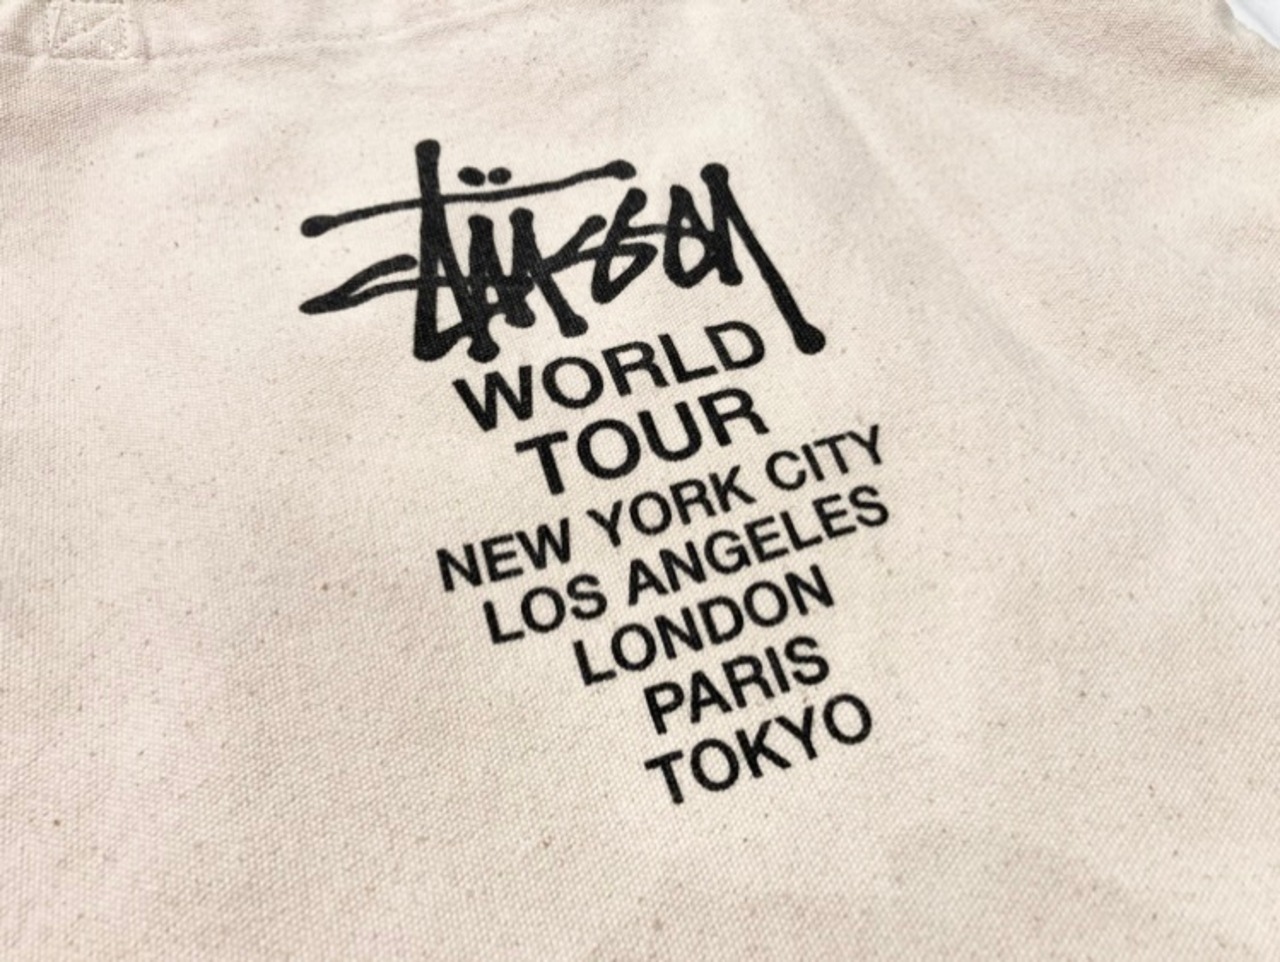 Stüssy
WORLD
TOUR
NEW YORK CITY
LOS ANGELES
LONDON
PARIS
TOKYO